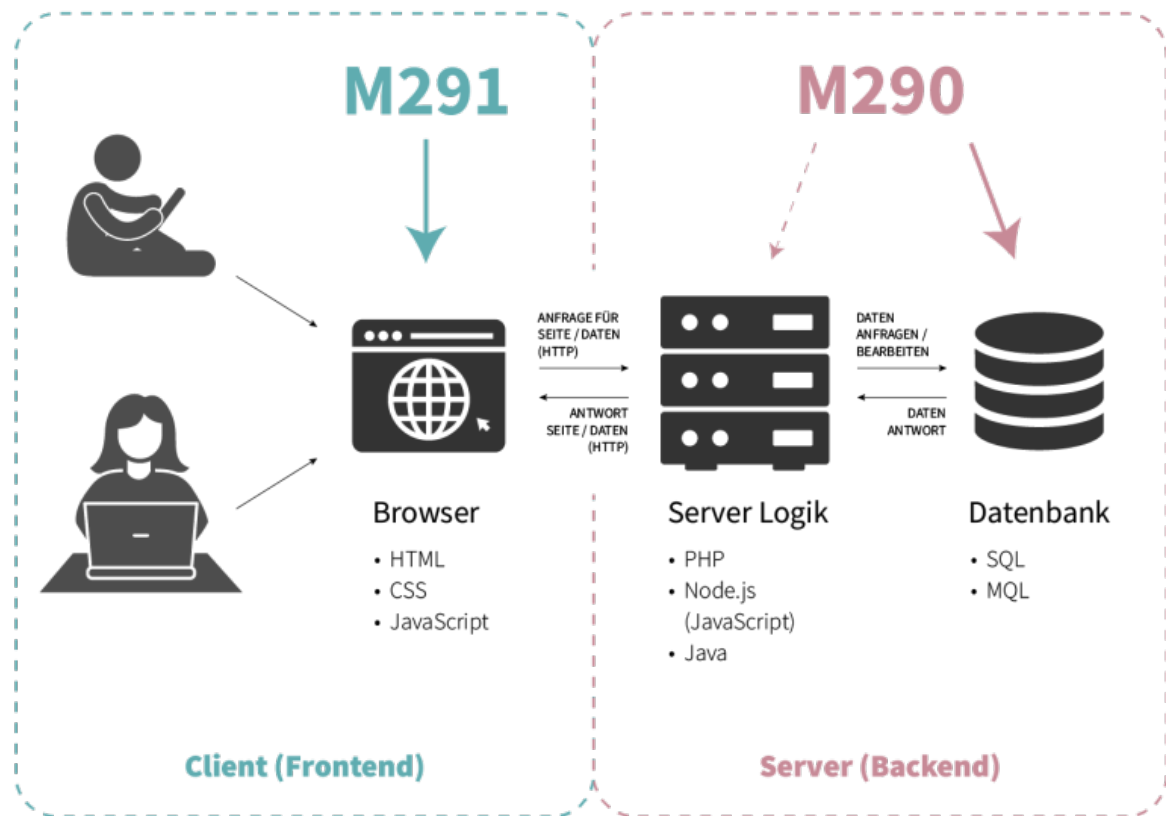 M291
M290
ANFRAGE FÜR
SEITE / DATEN
(HTTP)
ANTWORT
SEITE / DATEN
(HTTP)
DATEN
ANFRAGEN /
BEARBEITEN
DATEN
ANTWORT
Browser
• HTML
• CSS
• JavaScript
Server Logik
• PHP
• Node.js
(JavaScript)
• Java
Datenbank
• SQL
• MQL
Client (Frontend)
Server (Backend)